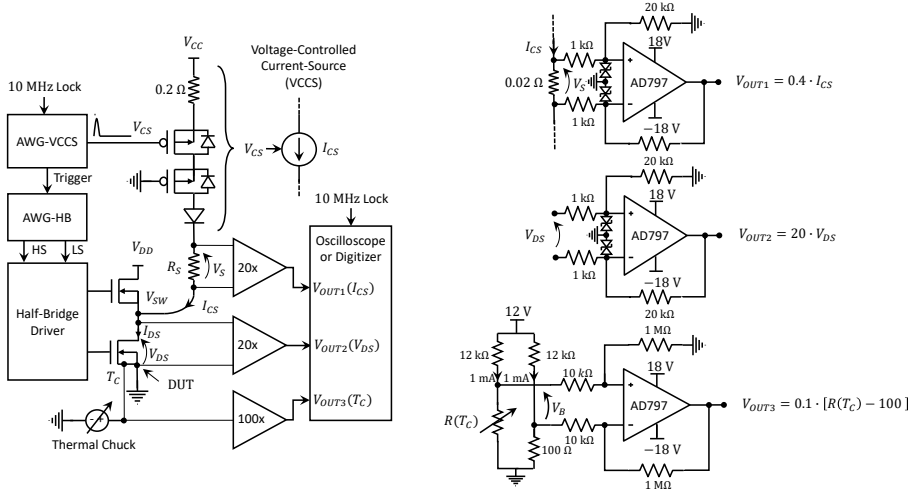 V_CC
0.2 Ω
Voltage-Controlled
Current-Source
(VCCS)
10 MHz Lock
AWG-VCCS
V_CS
V_CS
I_CS
Trigger
AWG-HB
HS
LS
10 MHz Lock
Oscilloscope
or Digitizer
V_DD
R_S
V_S
20x
V_OUT1(I_CS)
I_CS
V_SW
Half-Bridge
Driver
I_DS
V_DS
20x
V_OUT2(V_DS)
T_C
DUT
100x
V_OUT3(T_C)
- +
Thermal Chuck
20 kΩ
I_CS
1 kΩ
18V
0.02 Ω
V_S
+
AD797
−
V_OUT1 = 0.4 · I_CS
1 kΩ
−18 V
20 kΩ
20 kΩ
1 kΩ
18 V
V_DS
+
AD797
−
V_OUT2 = 20 · V_DS
1 kΩ
−18 V
20 kΩ
12 V
1 MΩ
12 kΩ
12 kΩ
10 kΩ
18 V
1 mA
1 mA
+
AD797
−
V_OUT3 = 0.1 · [R(T_C) − 100 ]
R(T_C)
V_B
10 kΩ
−18 V
100 Ω
1 MΩ